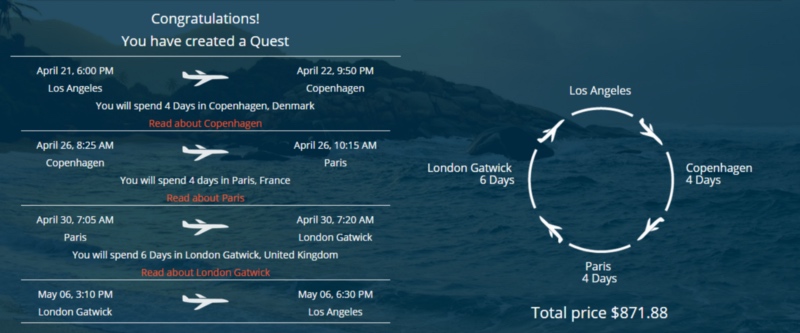 Congratulations!
You have created a Quest
April 21, 6:00 PM April 22, 9:50 PM
Los Angeles Copenhagen
You will spend 4 Days in Copenhagen, Denmark
Read about Copenhagen
April 26, 8:25 AM April 26, 10:15 AM
Copenhagen Paris
You will spend 4 days in Paris, France
Read about Paris
April 30, 7:05 AM April 30, 7:20 AM
Paris London Gatwick
You will spend 6 Days in London Gatwick, United Kingdom
Read about London Gatwick
May 06, 3:10 PM May 06, 6:30 PM
London Gatwick Los Angeles
Los Angeles
London Gatwick
6 Days
Copenhagen
4 Days
Paris
4 Days
Total price $871.88